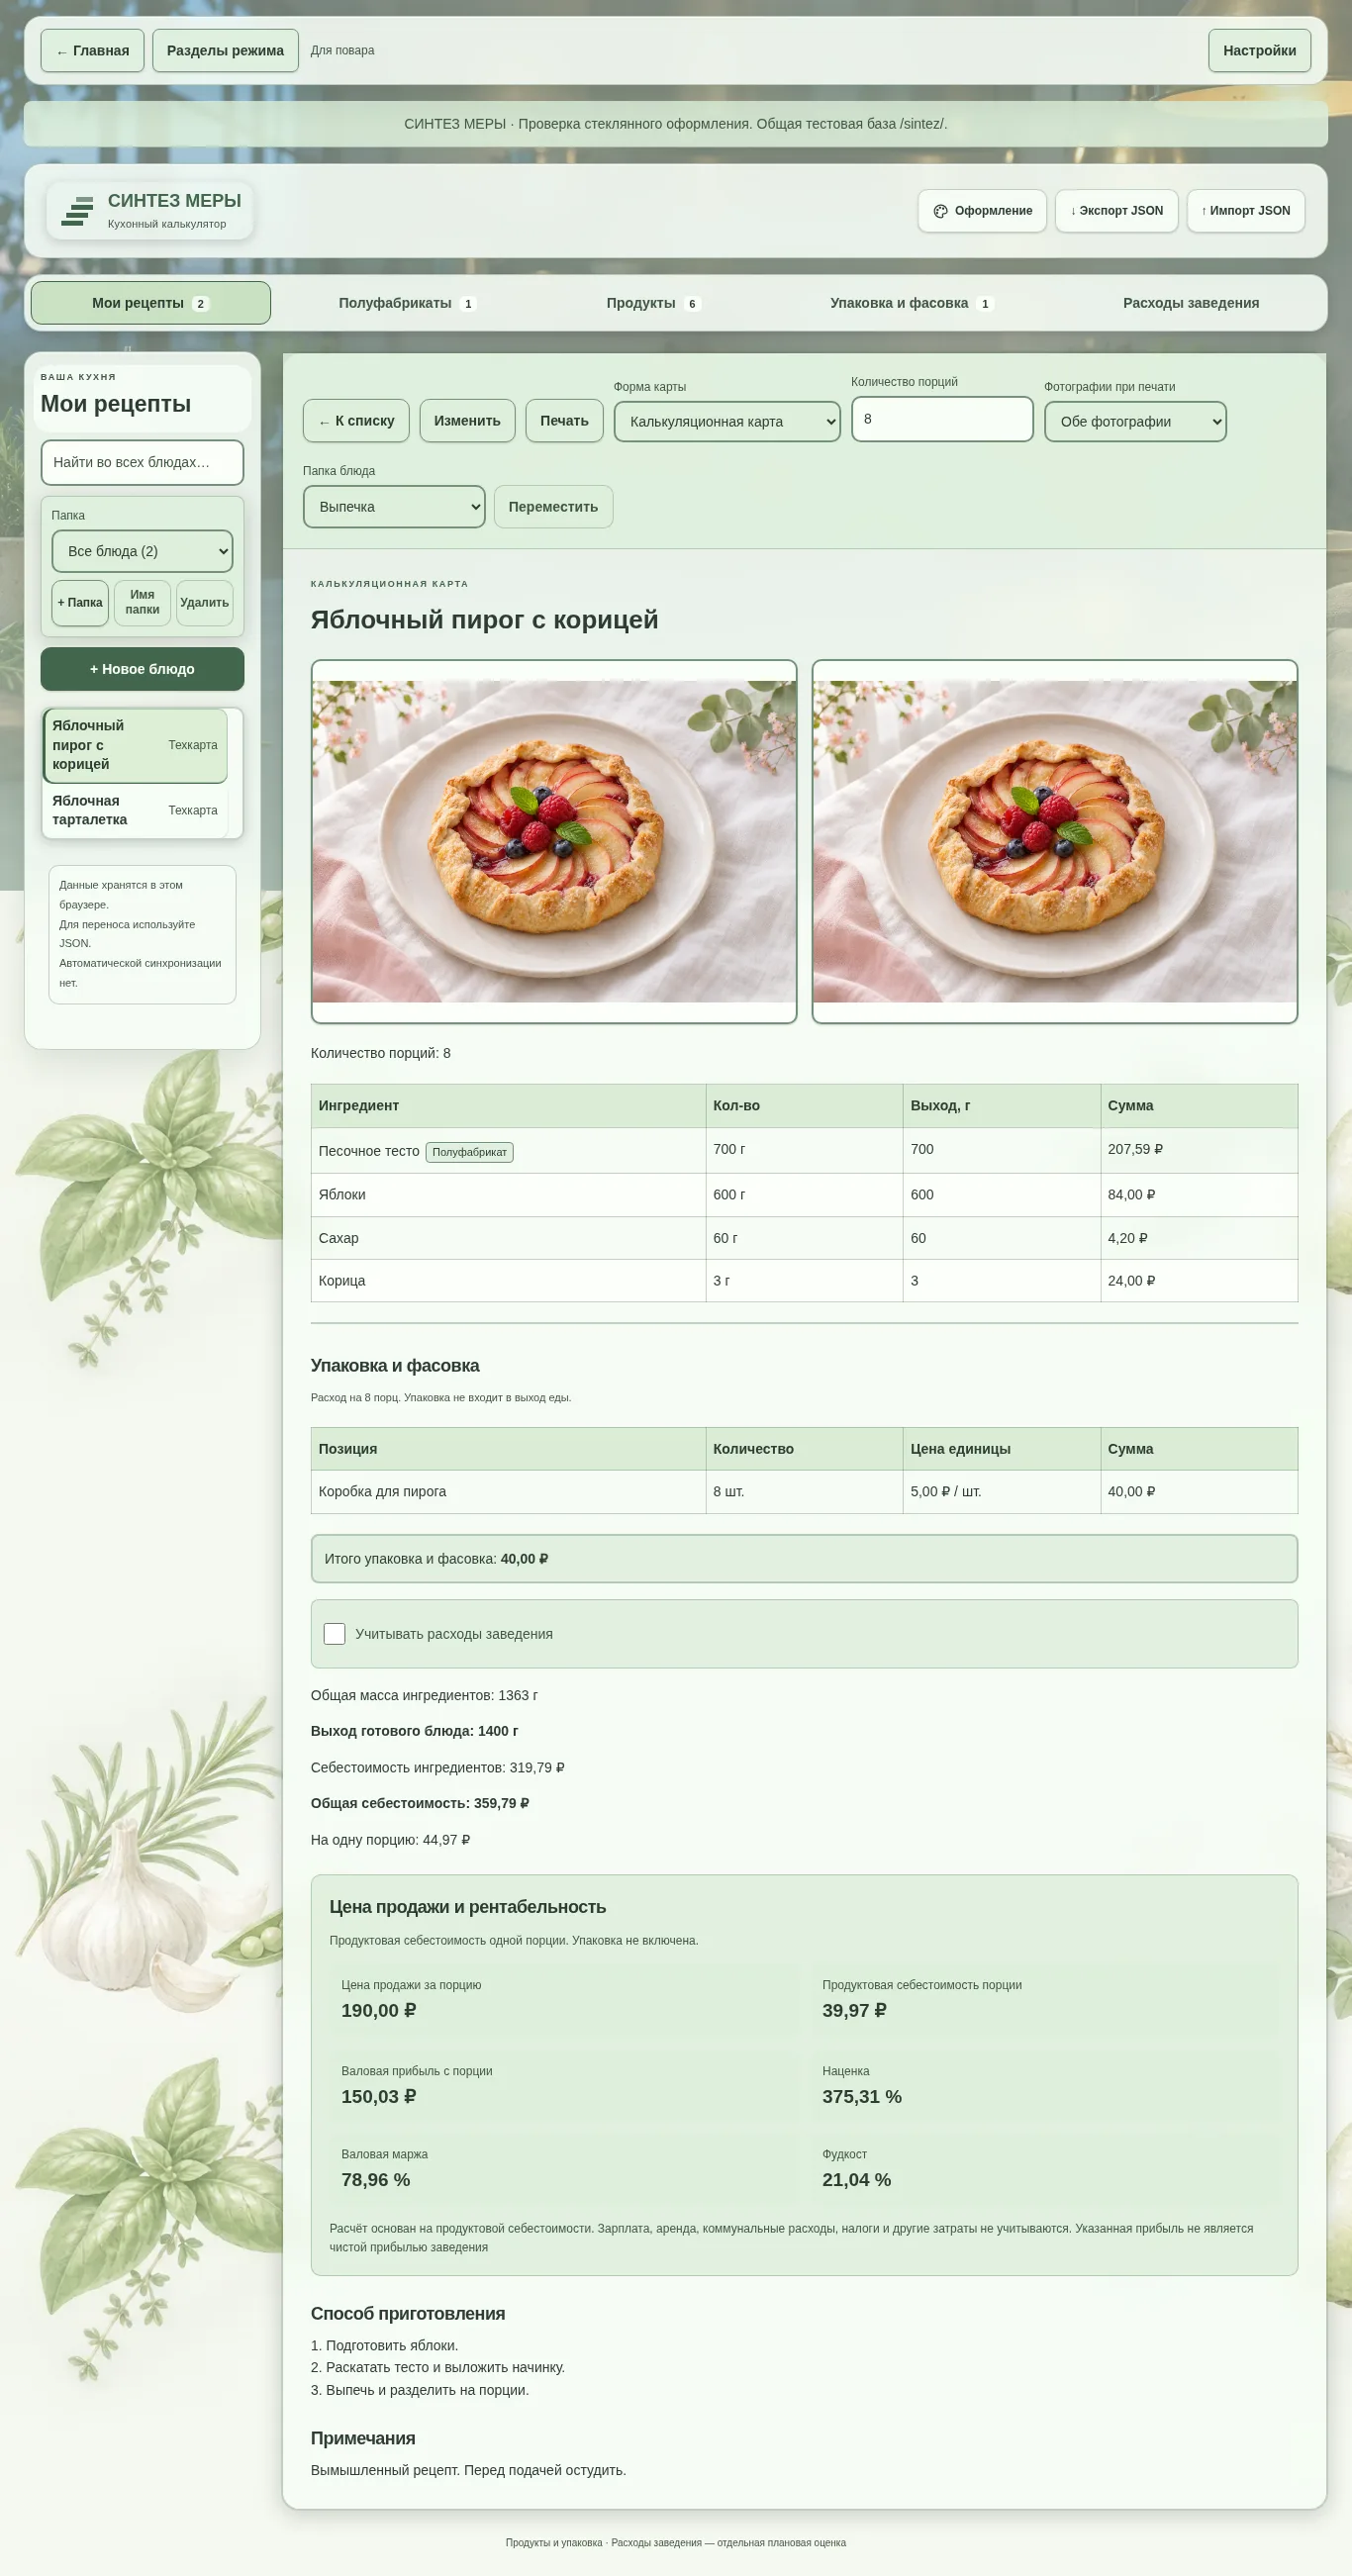 ← Главная
Разделы режима
Для повара
Настройки
СИНТЕЗ МЕРЫ · Проверка стеклянного оформления. Общая тестовая база /sintez/.
СИНТЕЗ МЕРЫ
Кухонный калькулятор
Оформление
↓ Экспорт JSON
↑ Импорт JSON
Мои рецепты 2
Полуфабрикаты 1
Продукты 6
Упаковка и фасовка 1
Расходы заведения
ВАША КУХНЯ
Мои рецепты
Найти во всех блюдах…
Папка
Все блюда (2)
+ Папка
Имя
папки
Удалить
+ Новое блюдо
Яблочный
пирог с
корицей
Техкарта
Яблочная
тарталетка
Техкарта
Данные хранятся в этом
браузере.
Для переноса используйте
JSON.
Автоматической синхронизации
нет.
← К списку
Изменить
Печать
Форма карты
Калькуляционная карта
Количество порций
8
Фотографии при печати
Обе фотографии
Папка блюда
Выпечка
Переместить
КАЛЬКУЛЯЦИОННАЯ КАРТА
Яблочный пирог с корицей
Количество порций: 8
Ингредиент Кол-во Выход, г Сумма
Песочное тесто Полуфабрикат 700 г 700 207,59 ₽
Яблоки 600 г 600 84,00 ₽
Сахар 60 г 60 4,20 ₽
Корица 3 г 3 24,00 ₽
Упаковка и фасовка
Расход на 8 порц. Упаковка не входит в выход еды.
Позиция Количество Цена единицы Сумма
Коробка для пирога 8 шт. 5,00 ₽ / шт. 40,00 ₽
Итого упаковка и фасовка: 40,00 ₽
Учитывать расходы заведения
Общая масса ингредиентов: 1363 г
Выход готового блюда: 1400 г
Себестоимость ингредиентов: 319,79 ₽
Общая себестоимость: 359,79 ₽
На одну порцию: 44,97 ₽
Цена продажи и рентабельность
Продуктовая себестоимость одной порции. Упаковка не включена.
Цена продажи за порцию
190,00 ₽
Продуктовая себестоимость порции
39,97 ₽
Валовая прибыль с порции
150,03 ₽
Наценка
375,31 %
Валовая маржа
78,96 %
Фудкост
21,04 %
Расчёт основан на продуктовой себестоимости. Зарплата, аренда, коммунальные расходы, налоги и другие затраты не учитываются. Указанная прибыль не является
чистой прибылью заведения
Способ приготовления
1. Подготовить яблоки.
2. Раскатать тесто и выложить начинку.
3. Выпечь и разделить на порции.
Примечания
Вымышленный рецепт. Перед подачей остудить.
Продукты и упаковка · Расходы заведения — отдельная плановая оценка